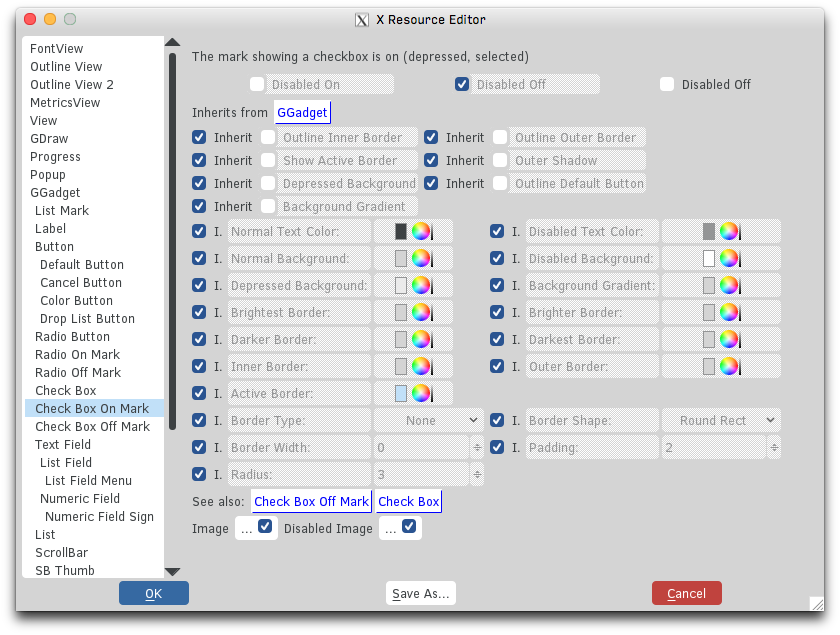 X Resource Editor
FontView
Outline View
Outline View 2
MetricsView
View
GDraw
Progress
Popup
GGadget
List Mark
Label
Button
Default Button
Cancel Button
Color Button
Drop List Button
Radio Button
Radio On Mark
Radio Off Mark
Check Box
Check Box On Mark
Check Box Off Mark
Text Field
List Field
List Field Menu
Numeric Field
Numeric Field Sign
List
ScrollBar
SB Thumb
The mark showing a checkbox is on (depressed, selected)
Disabled On Disabled Off Disabled Off
Inherits from GGadget
Inherit Outline Inner Border Inherit Outline Outer Border
Inherit Show Active Border Inherit Outer Shadow
Inherit Depressed Background Inherit Outline Default Button
Inherit Background Gradient
I. Normal Text Color: I. Disabled Text Color:
I. Normal Background: I. Disabled Background:
I. Depressed Background: I. Background Gradient:
I. Brightest Border: I. Brighter Border:
I. Darker Border: I. Darkest Border:
I. Inner Border: I. Outer Border:
I. Active Border:
I. Border Type: None I. Border Shape: Round Rect
I. Border Width: 0 I. Padding: 2
I. Radius: 3
See also: Check Box Off Mark Check Box
Image ... Disabled Image ...
OK Save As... Cancel